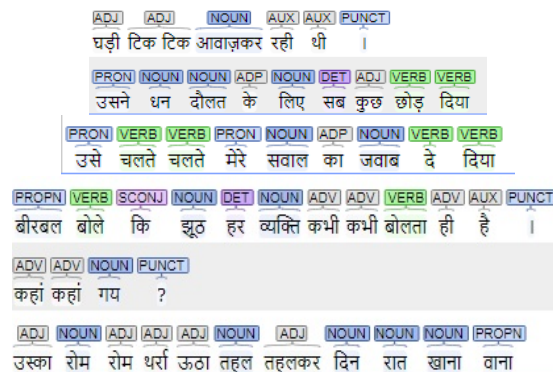 ADJ ADJ NOUN AUX AUX PUNCT
घड़ी टिक टिक आवाज़कर रही थी ।
PRON NOUN NOUN ADP NOUN DET ADJ VERB VERB
उसने धन दौलत के लिए सब कुछ छोड़ दिया
PRON VERB VERB PRON NOUN ADP NOUN VERB VERB
उसे चलते चलते मेरे सवाल का जवाब दे दिया
PROPN VERB SCONJ NOUN DET NOUN ADV ADV VERB ADV AUX PUNCT
बीरबल बोले कि झूठ हर व्यक्ति कभी कभी बोलता ही है ।
ADV ADV NOUN PUNCT
कहां कहां गय ?
ADJ NOUN ADJ ADJ ADJ NOUN ADJ NOUN NOUN NOUN PROPN
उस्का रोम रोम थर्रा ऊठा तहल तहलकर दिन रात खाना वाना